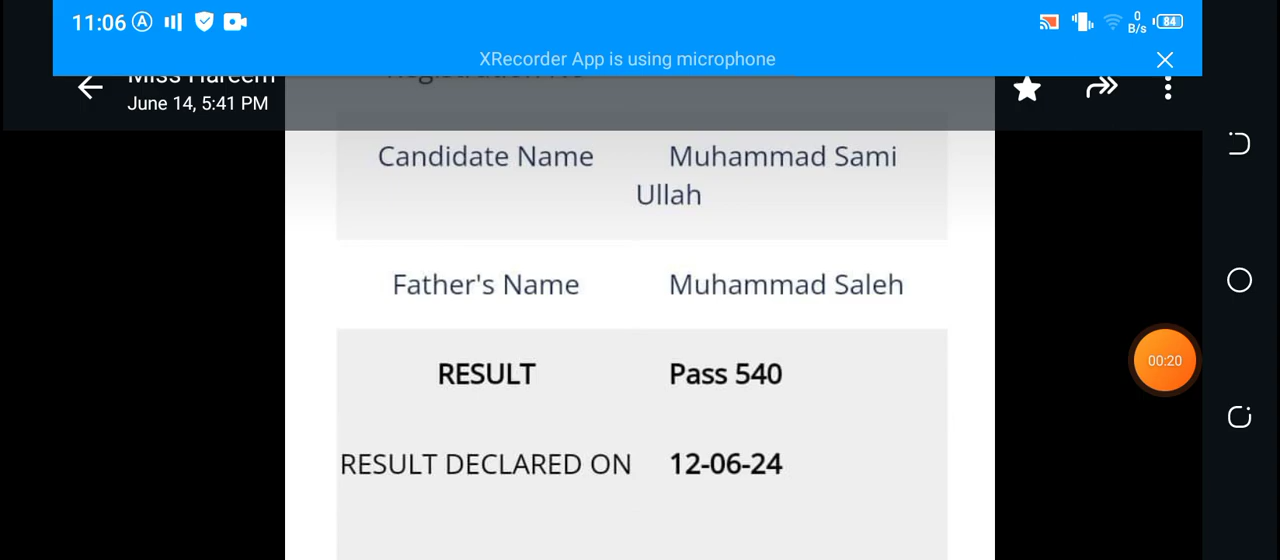 11:06
0
B/s
84
XRecorder App is using microphone
June 14, 5:41 PM
Candidate Name Muhammad Sami
Ullah
Father's Name Muhammad Saleh
RESULT Pass 540
00:20
RESULT DECLARED ON 12-06-24